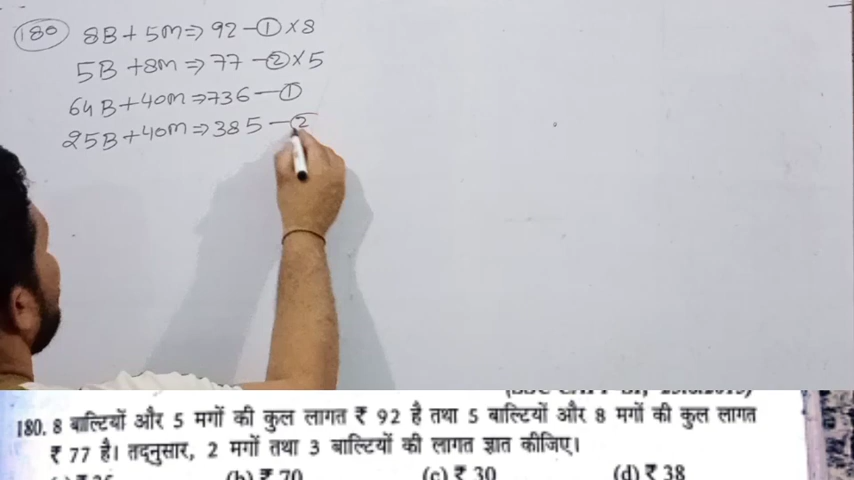 180 8B + 5M ⇒ 92 — ① × 8
5B + 8M ⇒ 77 — ② × 5
64B + 40M ⇒ 736 — ①
25B + 40M ⇒ 385 — ②
180. 8 बाल्टियों और 5 मगों की कुल लागत ₹ 92 है तथा 5 बाल्टियों और 8 मगों की कुल लागत
₹ 77 है। तद्नुसार, 2 मगों तथा 3 बाल्टियों की लागत ज्ञात कीजिए।
(b) ₹ 70 (c) ₹ 30 (d) ₹ 38